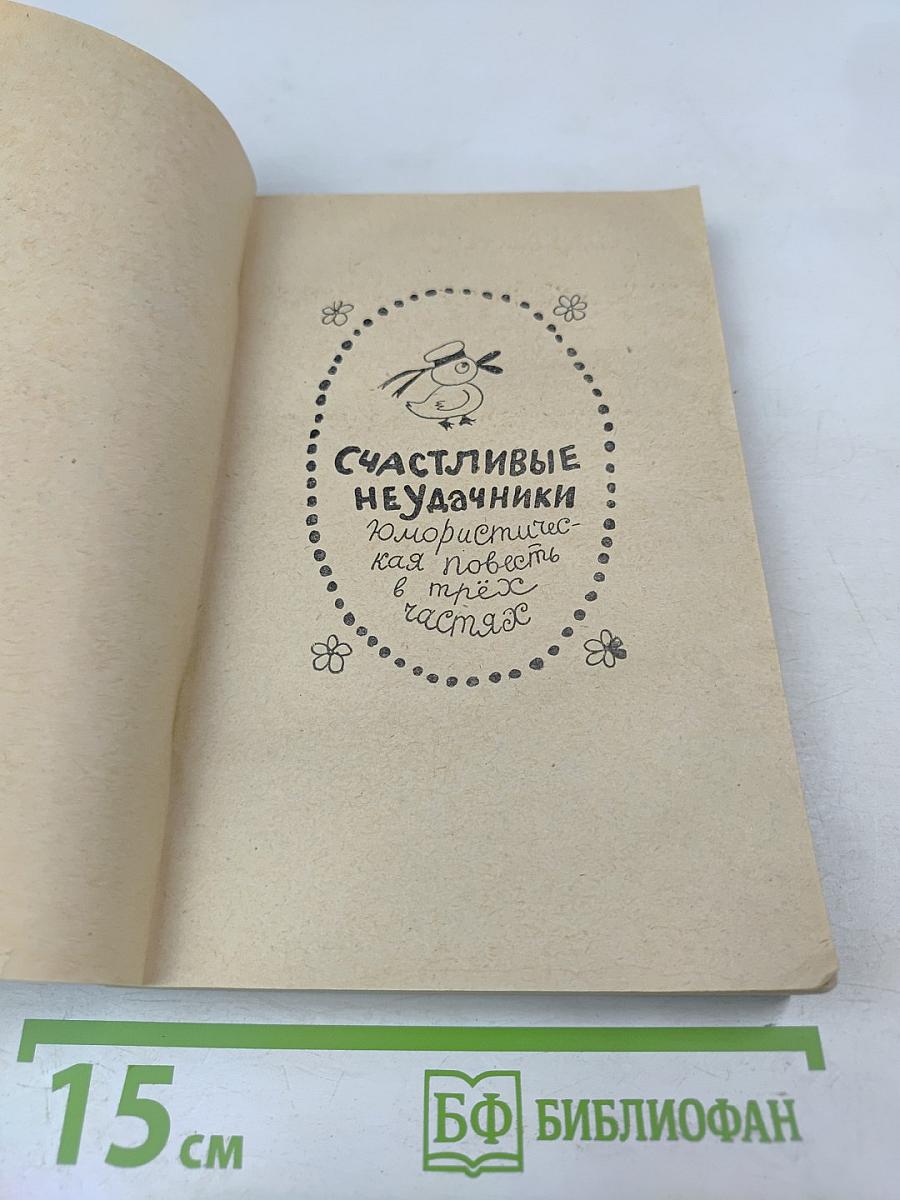 СЧАСТЛИВЫЕ
НЕУДАЧНИКИ
Юмористичес-
кая повесть
в трёх
частях
15 см
БФ БИБЛИОФАН